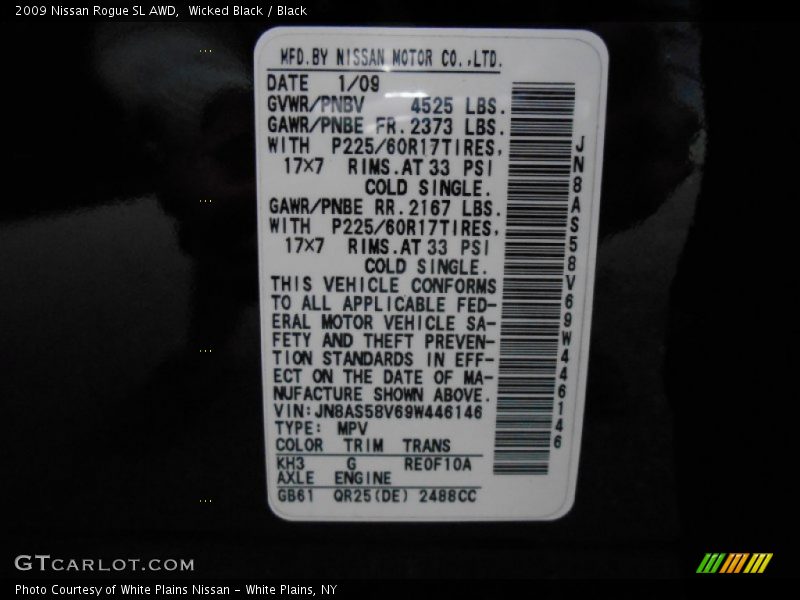 2009 Nissan Rogue SL AWD, Wicked Black / Black
MFD.BY NISSAN MOTOR CO.,LTD.
DATE 1/09
GVWR/PNBV 4525 LBS.
GAWR/PNBE FR.2373 LBS.
WITH P225/60R17TIRES,
17X7 RIMS.AT 33 PSI
COLD SINGLE.
GAWR/PNBE RR.2167 LBS.
WITH P225/60R17TIRES,
17X7 RIMS.AT 33 PSI
COLD SINGLE.
THIS VEHICLE CONFORMS
TO ALL APPLICABLE FED-
ERAL MOTOR VEHICLE SA-
FETY AND THEFT PREVEN-
TION STANDARDS IN EFF-
ECT ON THE DATE OF MA-
NUFACTURE SHOWN ABOVE.
VIN:JN8AS58V69W446146
TYPE: MPV
COLOR TRIM TRANS
KH3 G RE0F10A
AXLE ENGINE
GB61 QR25(DE) 2488CC
JN8AS58V69W446146
GTCARLOT.COM
Photo Courtesy of White Plains Nissan - White Plains, NY